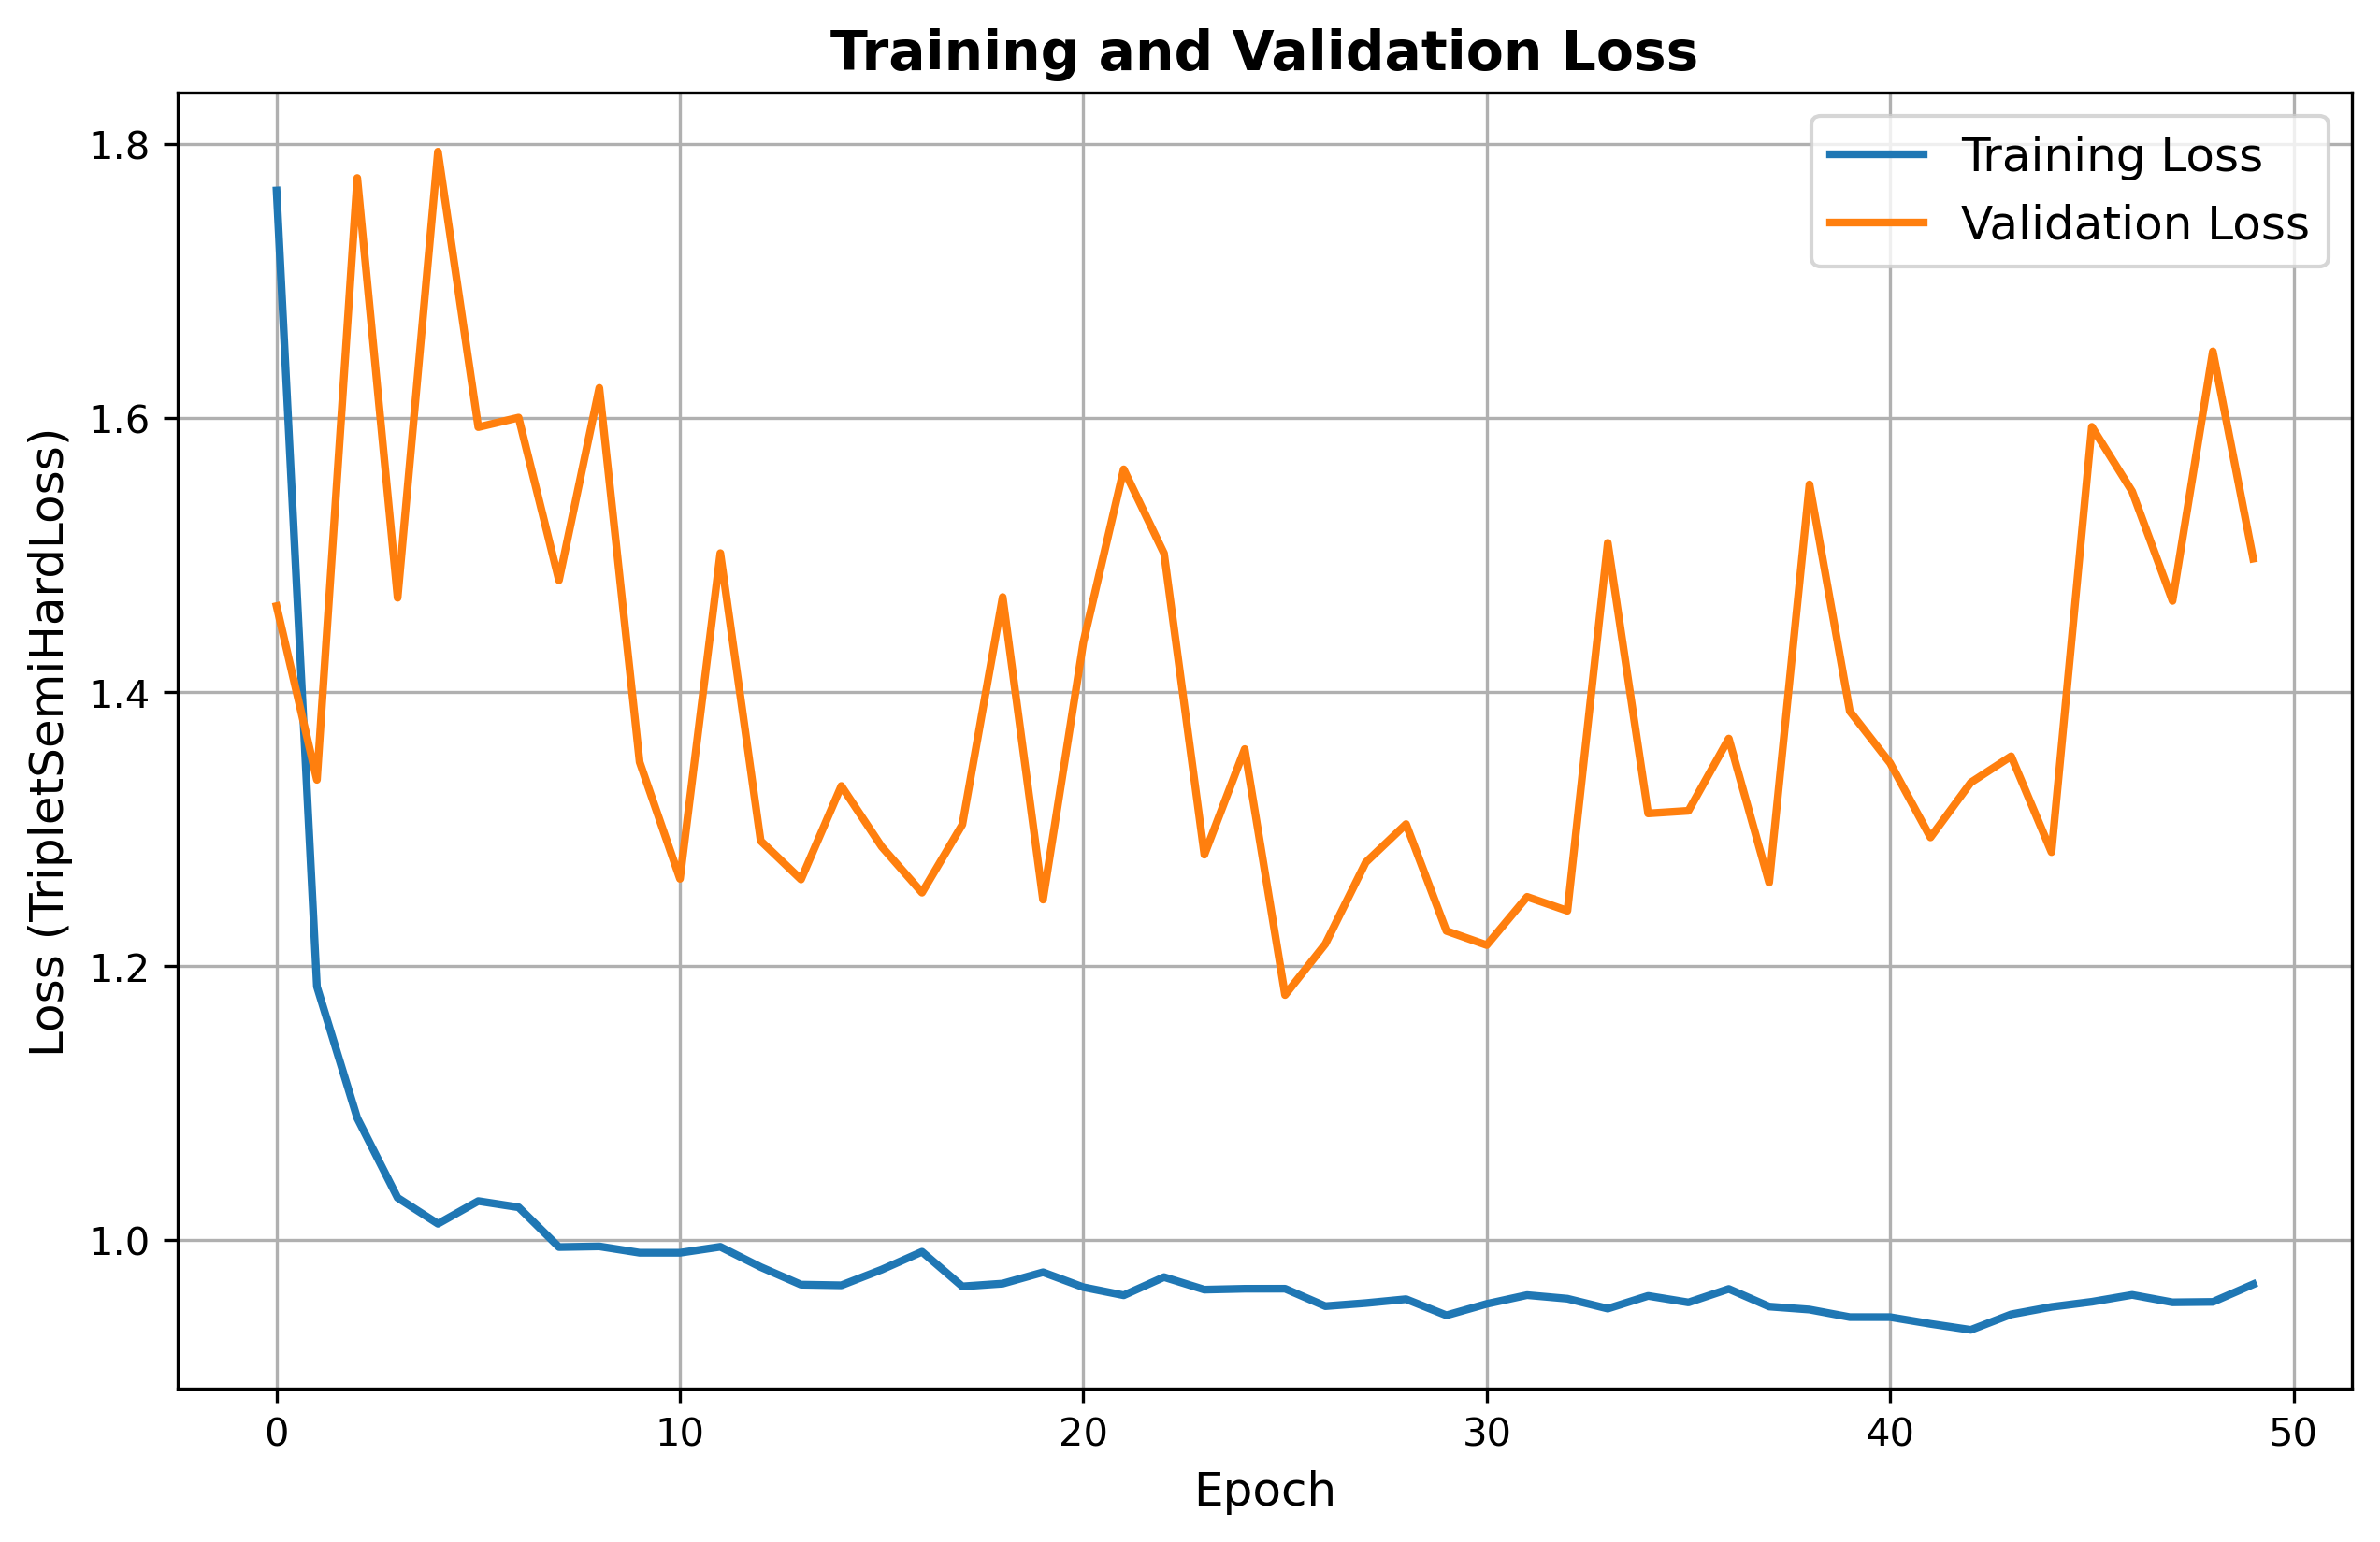 Training and Validation Loss
Training Loss
Validation Loss
Loss (TripletSemiHardLoss)
1.8
1.6
1.4
1.2
1.0
0 10 20 30 40 50
Epoch